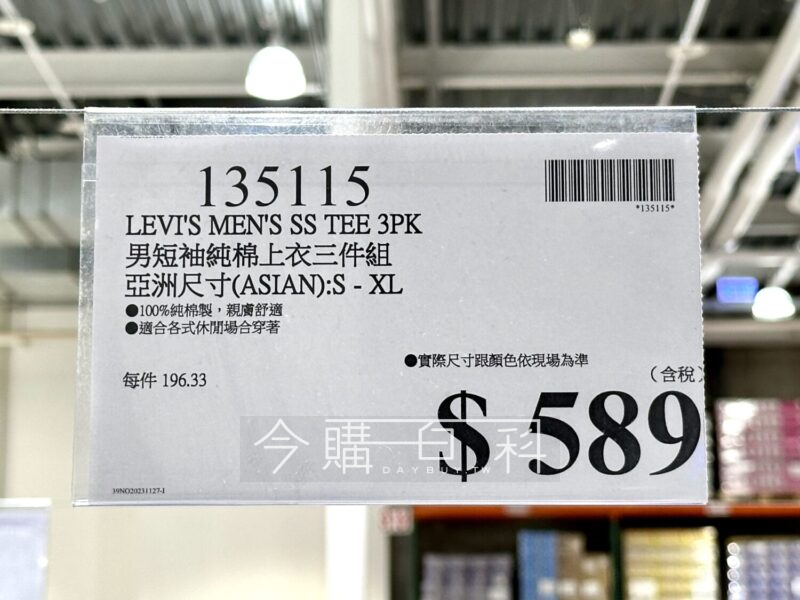 135115
*135115*
LEVI'S MEN'S SS TEE 3PK
男短袖純棉上衣三件組
亞洲尺寸(ASIAN):S - XL
●100%純棉製，親膚舒適
●適合各式休閒場合穿著
●實際尺寸跟顏色依現場為準
每件 196.33
（含稅）
$ 589
今購百科
DAYBUY.TW
39NO20231127-I